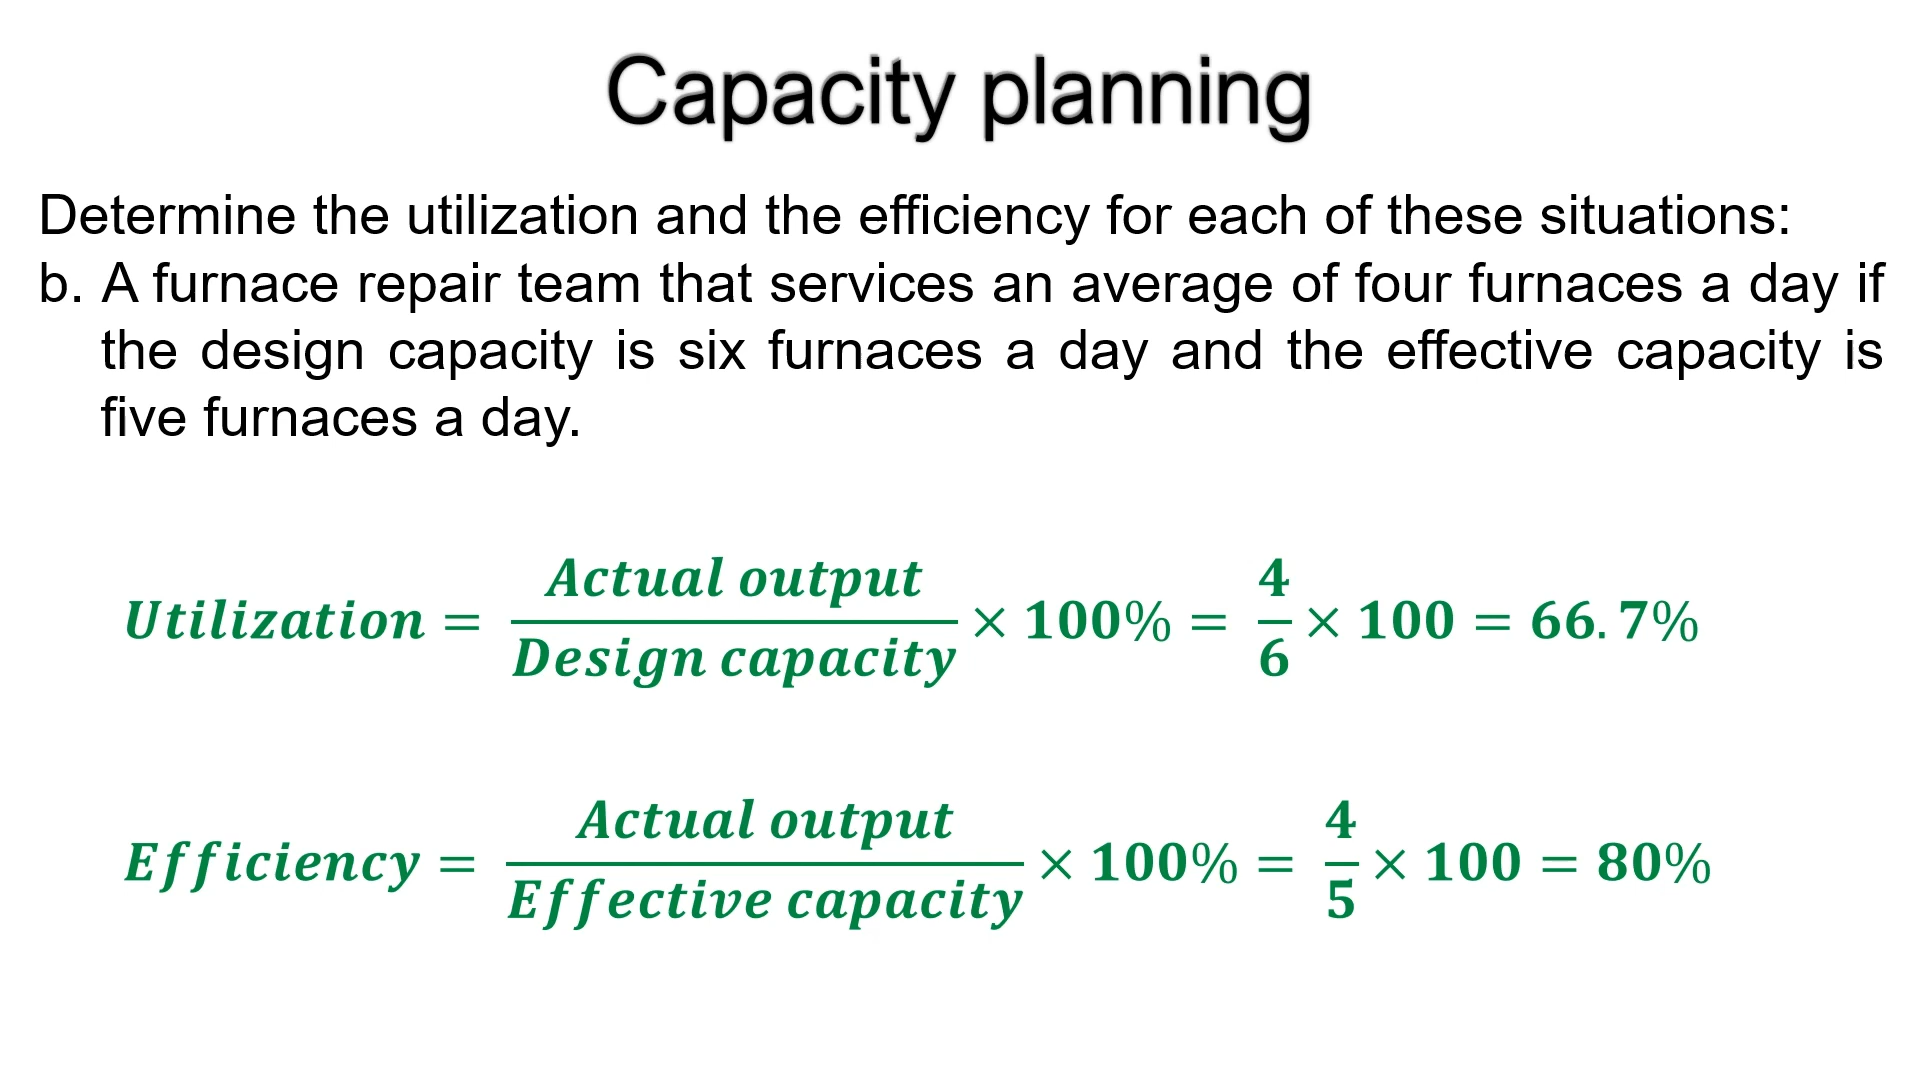 Capacity planning
Determine the utilization and the efficiency for each of these situations:
b. A furnace repair team that services an average of four furnaces a day if
the design capacity is six furnaces a day and the effective capacity is
five furnaces a day.
Utilization = Actual output / Design capacity × 100% = 4/6 × 100 = 66.7%
Efficiency = Actual output / Effective capacity × 100% = 4/5 × 100 = 80%